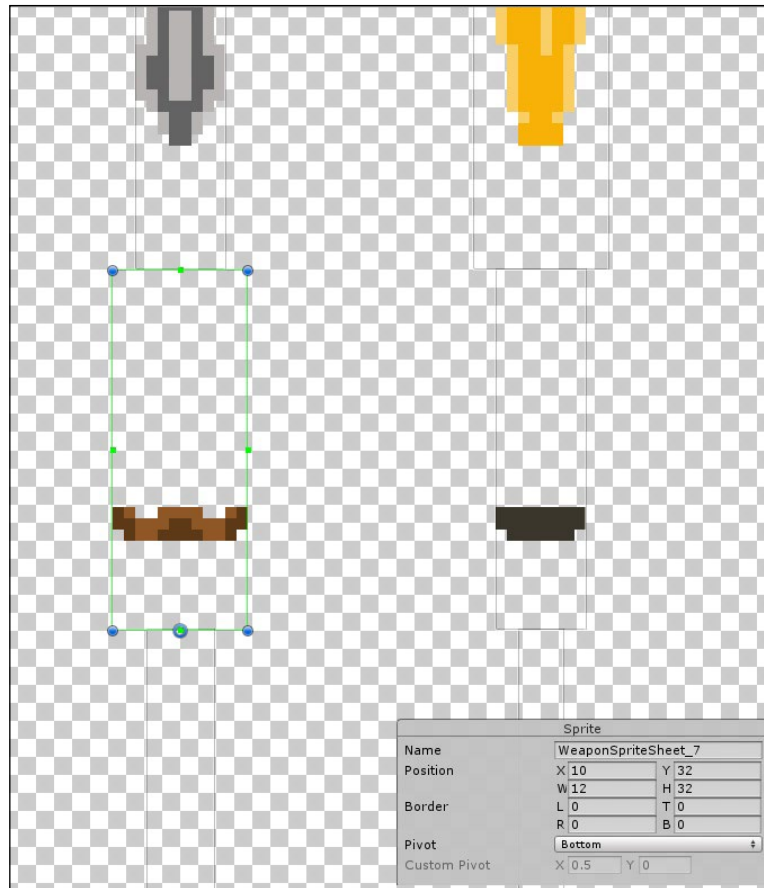 Sprite
Name WeaponSpriteSheet_7
Position X 10 Y 32
W 12 H 32
Border L 0 T 0
R 0 B 0
Pivot Bottom
Custom Pivot X 0.5 Y 0